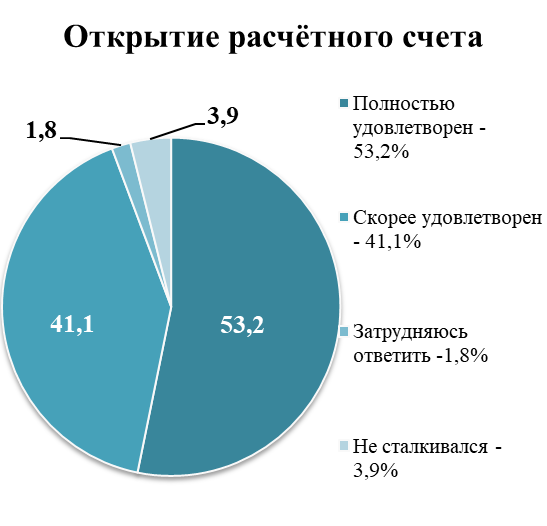 Открытие расчётного счета
3,9
1,8
41,1
53,2
Полностью
удовлетворен -
53,2%
Скорее удовлетворен
- 41,1%
Затрудняюсь
ответить -1,8%
Не сталкивался -
3,9%